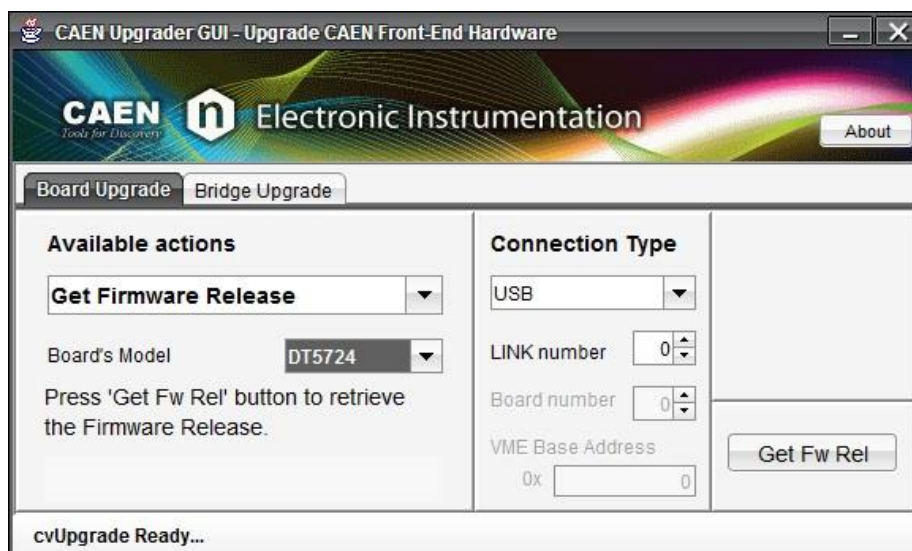 CAEN Upgrader GUI - Upgrade CAEN Front-End Hardware
CAEN n Electronic Instrumentation
Tools for Discovery
About
Board Upgrade
Bridge Upgrade
Available actions
Get Firmware Release
Board's Model
DT5724
Press 'Get Fw Rel' button to retrieve
the Firmware Release.
Connection Type
USB
LINK number
0
Board number
0
VME Base Address
0x
0
Get Fw Rel
cvUpgrade Ready...